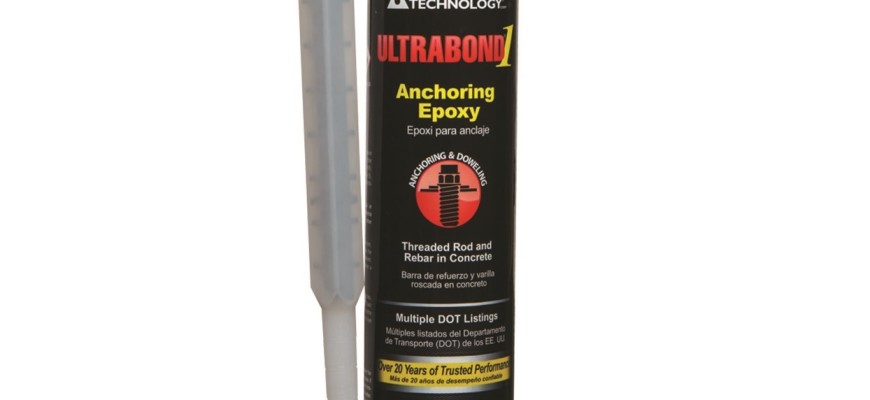 TECHNOLOGY
ULTRABOND 1
Anchoring
Epoxy
Epoxi para anclaje
ANCHORING & DOWELING
Threaded Rod and
Rebar in Concrete
Barra de refuerzo y varilla
roscada en concreto
Multiple DOT Listings
Múltiples listados del Departamento
de Transporte (DOT) de los EE. UU.
Over 20 Years of Trusted Performance
Más de 20 años de desempeño confiable